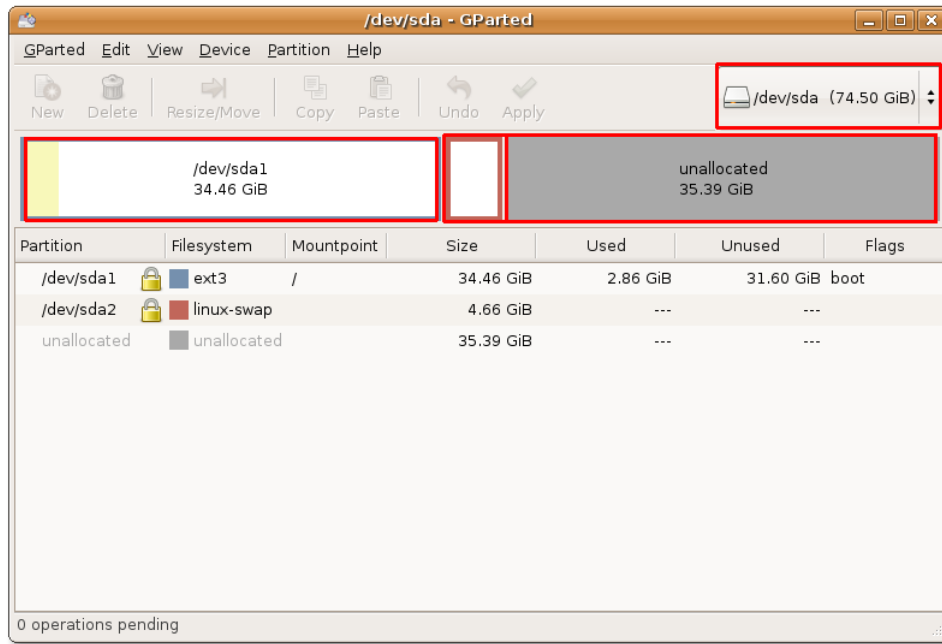 /dev/sda - GParted
GParted Edit View Device Partition Help
New Delete Resize/Move Copy Paste Undo Apply /dev/sda (74.50 GiB)
/dev/sda1 unallocated
34.46 GiB 35.39 GiB
Partition Filesystem Mountpoint Size Used Unused Flags
/dev/sda1 ext3 / 34.46 GiB 2.86 GiB 31.60 GiB boot
/dev/sda2 linux-swap 4.66 GiB --- ---
unallocated unallocated 35.39 GiB --- ---
0 operations pending